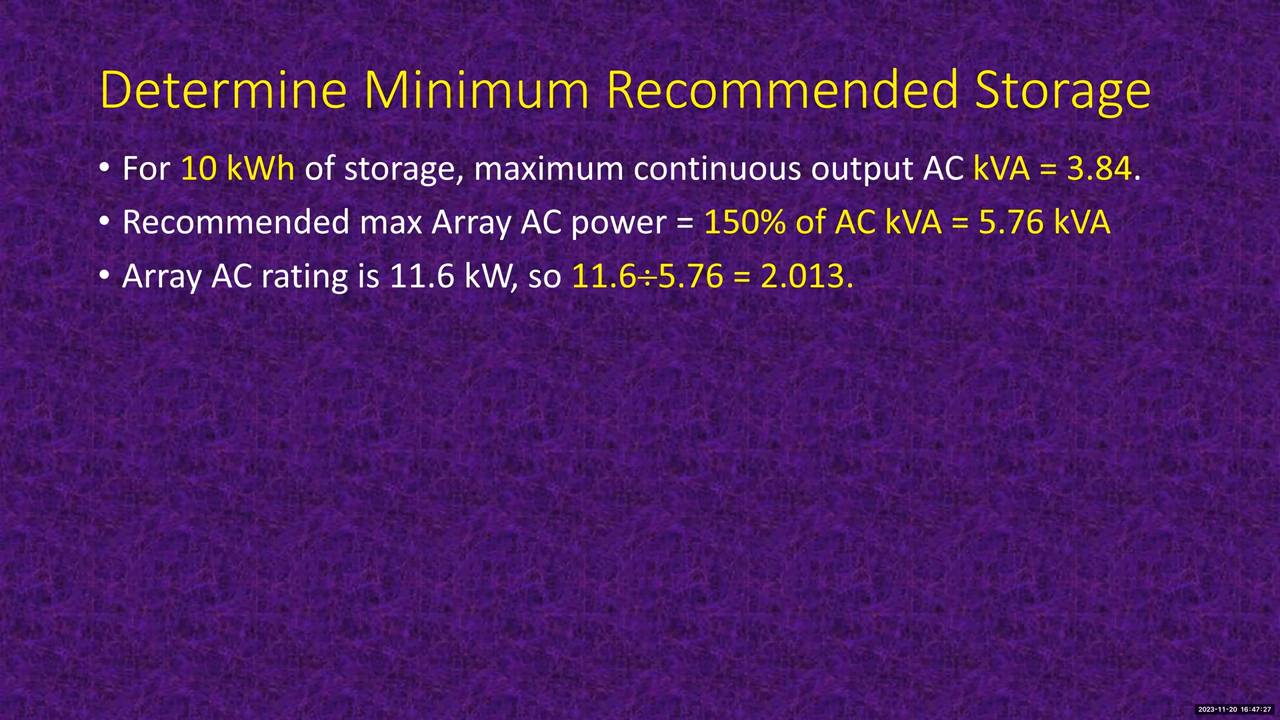 Determine Minimum Recommended Storage
• For 10 kWh of storage, maximum continuous output AC kVA = 3.84.
• Recommended max Array AC power = 150% of AC kVA = 5.76 kVA
• Array AC rating is 11.6 kW, so 11.6÷5.76 = 2.013.
2023-11-20 16:47:27